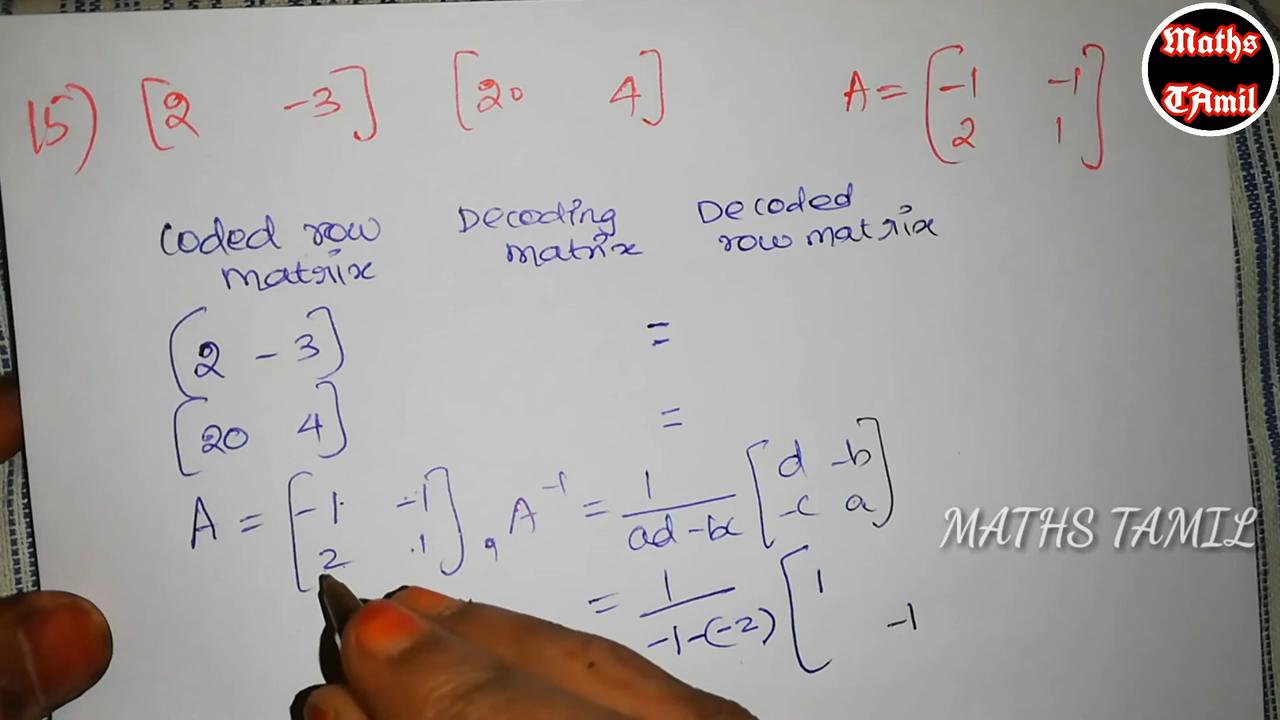 Maths
TAmil
15) [2 -3] [20 4] A = [-1 -1
2 1]
Coded row matrix
Decoding matrix
Decoded row matrix
[2 -3] =
[20 4] =
A = [-1 -1
2 1], A⁻¹ = 1/(ad-bc) [d -b
-c a]
= 1/(-1-(-2)) [1
-1
MATHS TAMIL